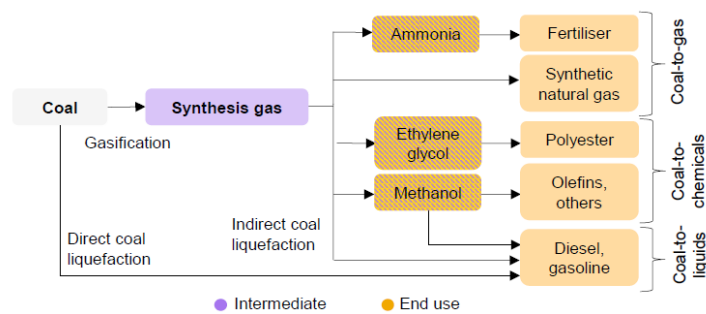 Ammonia
Fertiliser
Synthetic
natural gas
Coal-to-gas
Coal
Synthesis gas
Gasification
Ethylene
glycol
Polyester
Methanol
Olefins,
others
Coal-to-
chemicals
Direct coal
liquefaction
Indirect coal
liquefaction
Diesel,
gasoline
Coal-to-
liquids
Intermediate
End use